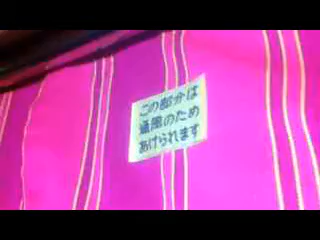 この部分は
通風のため
あけられます